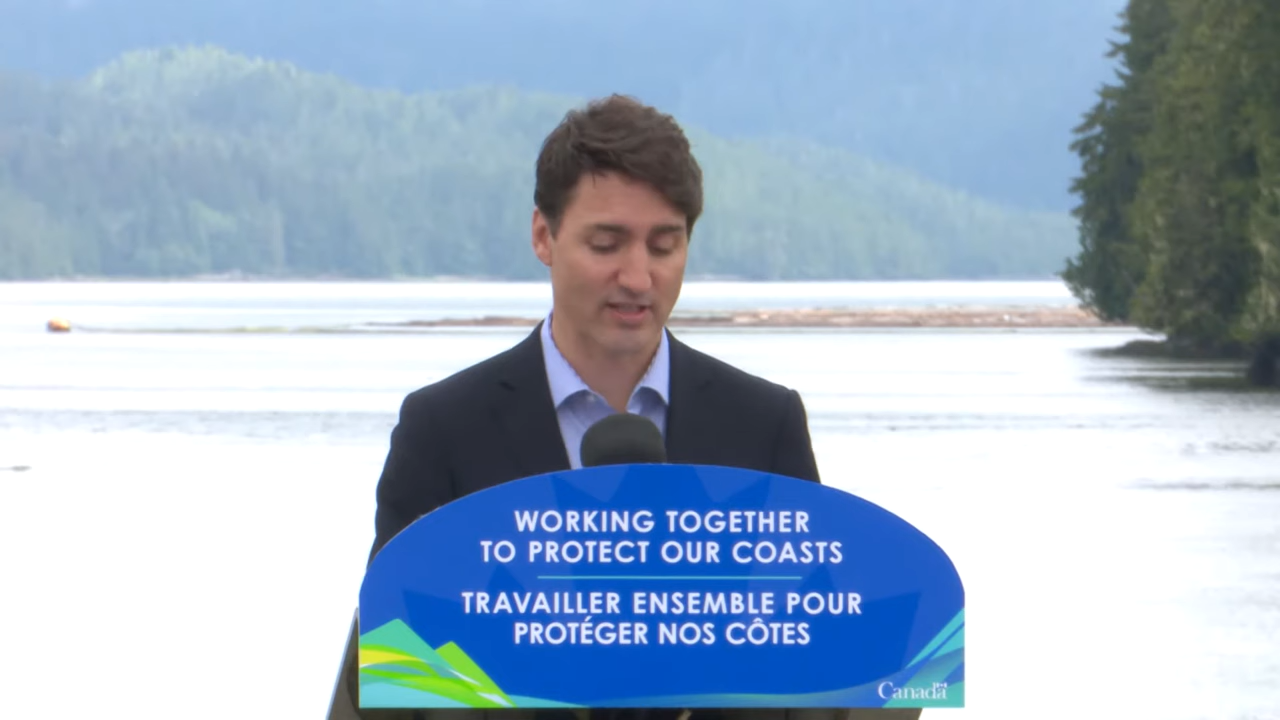 WORKING TOGETHER
TO PROTECT OUR COASTS
TRAVAILLER ENSEMBLE POUR
PROTÉGER NOS CÔTES
Canada